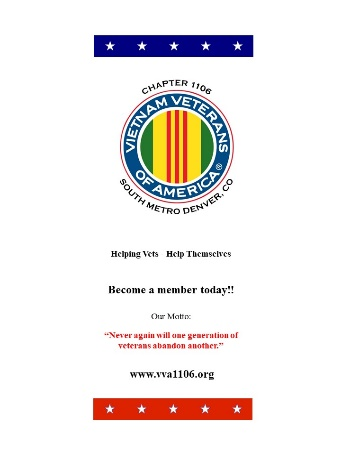 CHAPTER 1106
VIETNAM VETERANS
OF AMERICA®
SOUTH METRO DENVER, CO
Helping Vets Help Themselves
Become a member today!!
Our Motto:
“Never again will one generation of
veterans abandon another.”
www.vva1106.org